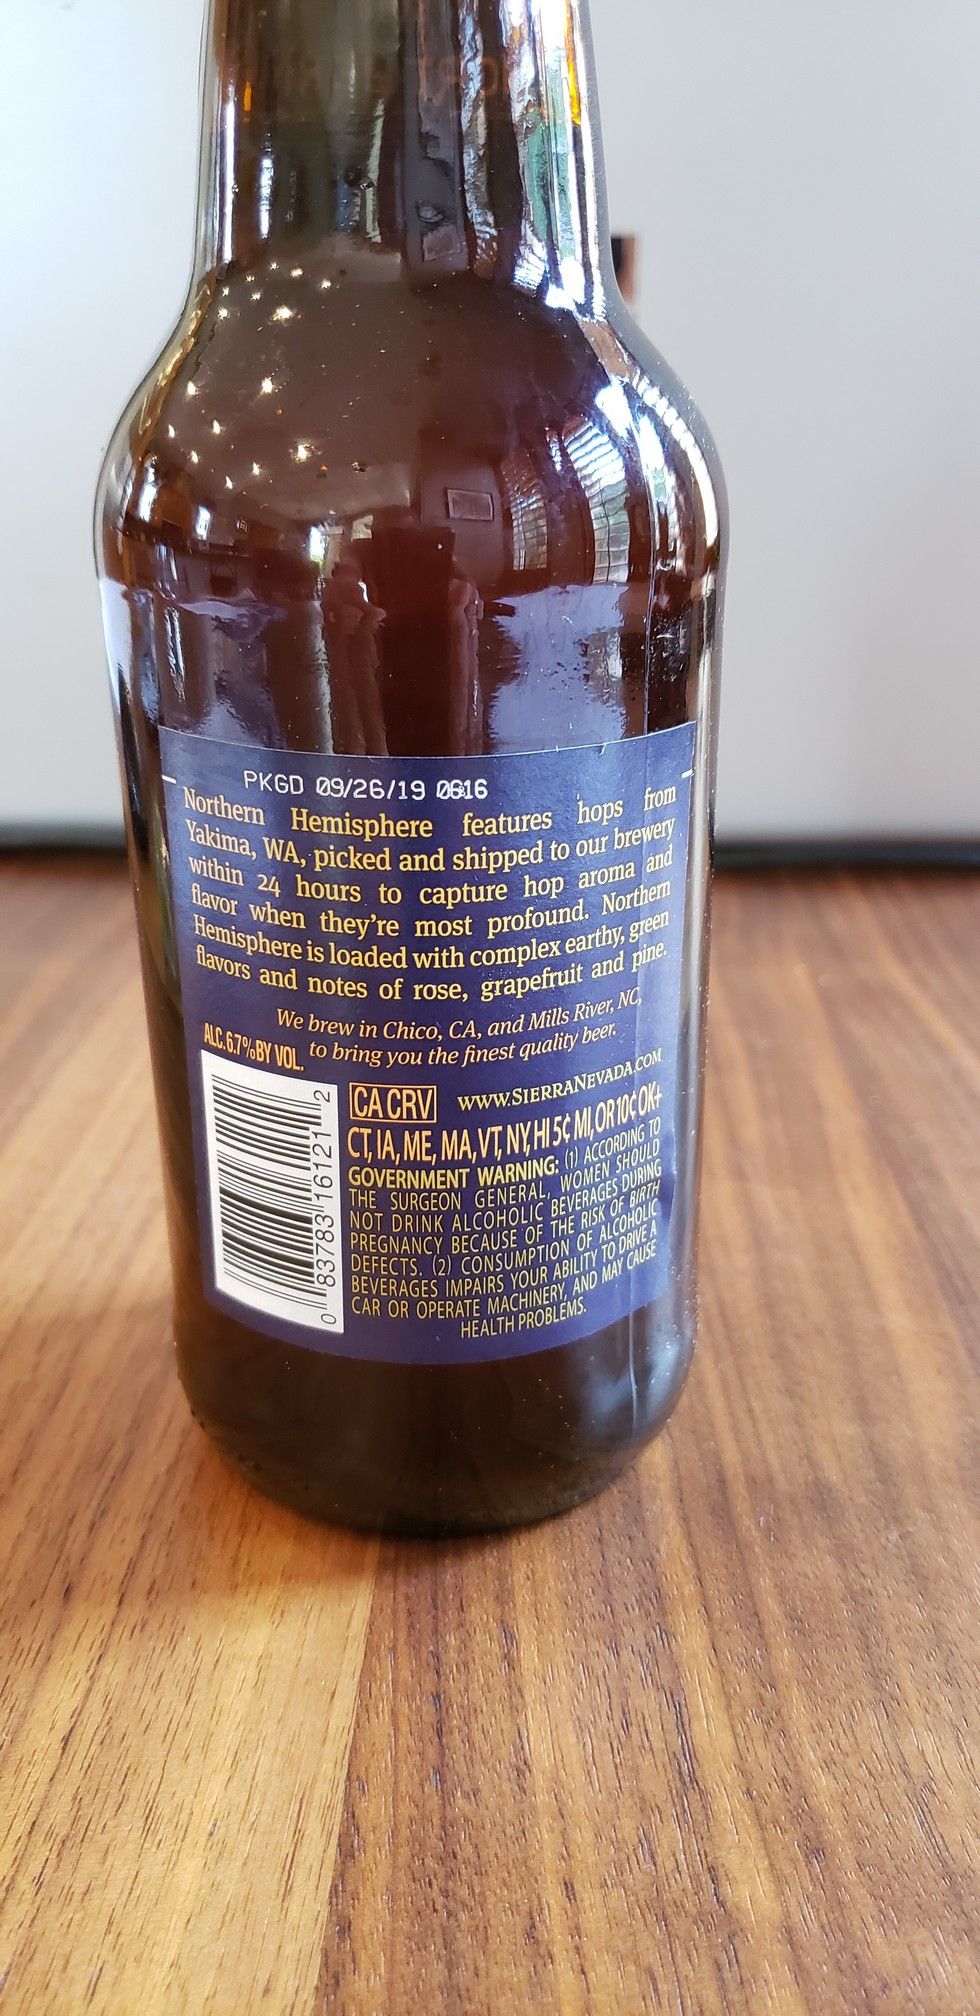 PKGD 09/26/19 0616
Northern Hemisphere features hops from
Yakima, WA, picked and shipped to our brewery
within 24 hours to capture hop aroma and
flavor when they're most profound. Northern
Hemisphere is loaded with complex earthy, green
flavors and notes of rose, grapefruit and pine.
We brew in Chico, CA, and Mills River, NC,
to bring you the finest quality beer.
ALC. 6.7% BY VOL.
www.SierraNevada.com
CA CRV
CT, IA, ME, MA, VT, NY, HI 5¢ MI, OR 10¢ OK+
GOVERNMENT WARNING: (1) ACCORDING TO
THE SURGEON GENERAL, WOMEN SHOULD
NOT DRINK ALCOHOLIC BEVERAGES DURING
PREGNANCY BECAUSE OF THE RISK OF BIRTH
DEFECTS. (2) CONSUMPTION OF ALCOHOLIC
BEVERAGES IMPAIRS YOUR ABILITY TO DRIVE A
CAR OR OPERATE MACHINERY, AND MAY CAUSE
HEALTH PROBLEMS.
0 83783 16121 2